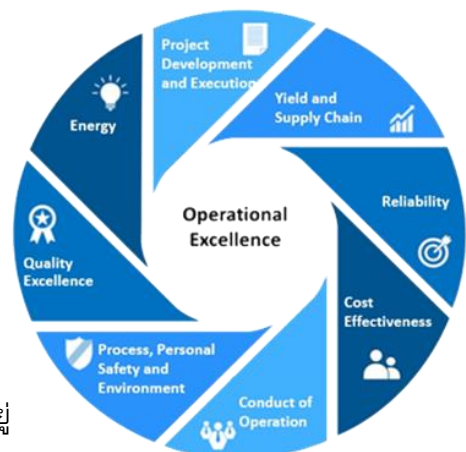 Project
Development
and Execution
Yield and
Supply Chain
Reliability
Cost
Effectiveness
Conduct of
Operation
Process, Personal
Safety and
Environment
Quality
Excellence
Energy
Operational
Excellence